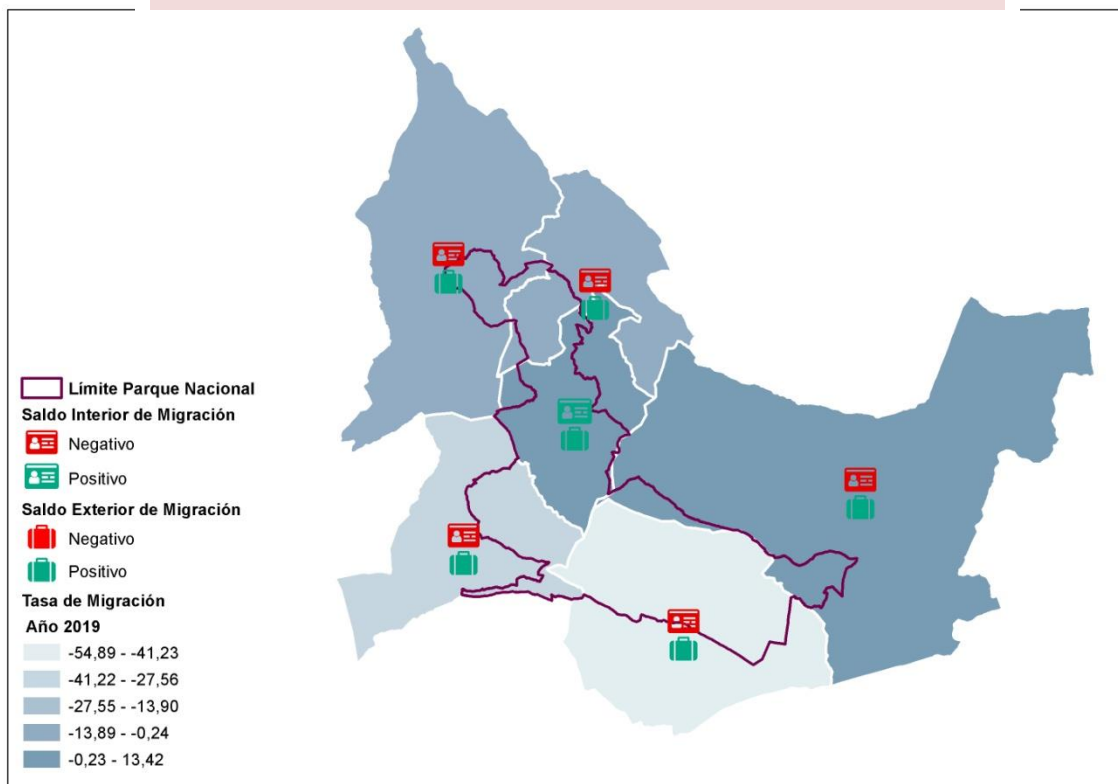 Límite Parque Nacional
Saldo Interior de Migración
Negativo
Positivo
Saldo Exterior de Migración
Negativo
Positivo
Tasa de Migración
Año 2019
-54,89 - -41,23
-41,22 - -27,56
-27,55 - -13,90
-13,89 - -0,24
-0,23 - 13,42